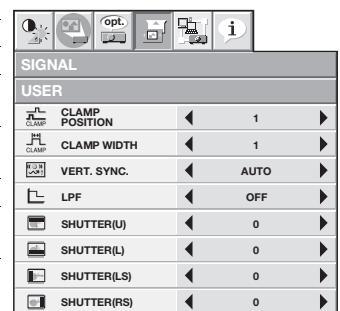 opt.
i
SIGNAL
USER
CLAMP CLAMP POSITION 1
CLAMP CLAMP WIDTH 1
VERT. SYNC. AUTO
LPF OFF
SHUTTER(U) 0
SHUTTER(L) 0
SHUTTER(LS) 0
SHUTTER(RS) 0